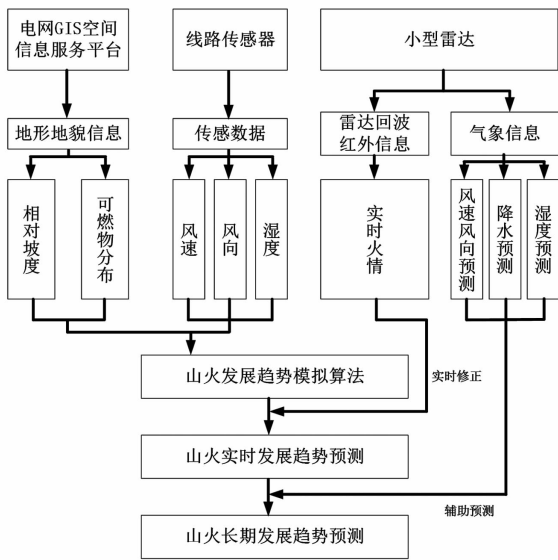 电网GIS空间
信息服务平台
线路传感器
小型雷达
地形地貌信息
传感数据
雷达回波
红外信息
气象信息
相对坡度
可燃物分布
风速
风向
湿度
实时火情
风速风向预测
降水预测
湿度预测
山火发展趋势模拟算法
实时修正
山火实时发展趋势预测
辅助预测
山火长期发展趋势预测